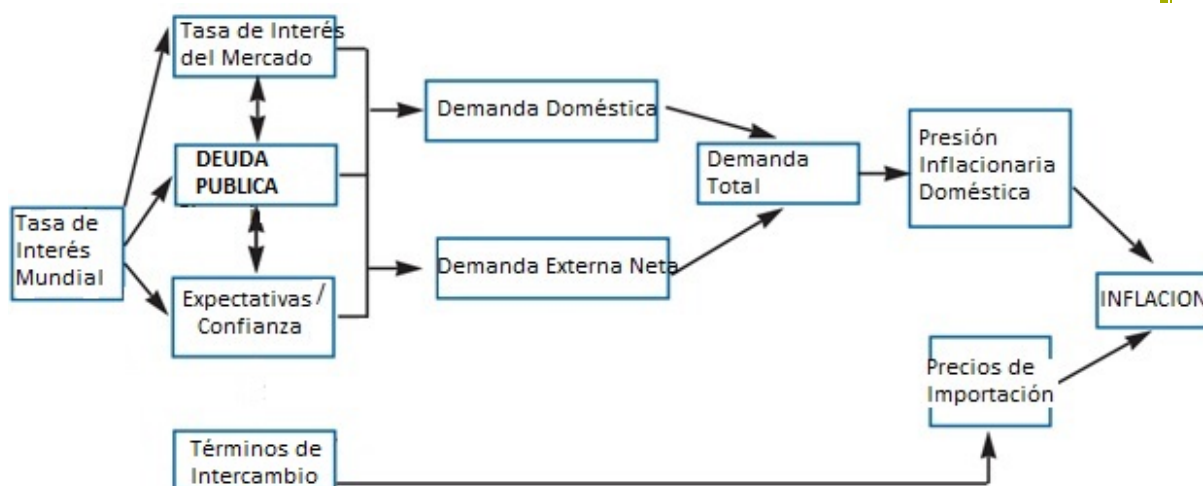 Tasa de Interés
del Mercado
DEUDA
PUBLICA
Tasa de
Interés
Mundial
Expectativas /
Confianza
Términos de
Intercambio
Demanda Doméstica
Demanda Externa Neta
Demanda
Total
Presión
Inflacionaria
Doméstica
Precios de
Importación
INFLACION